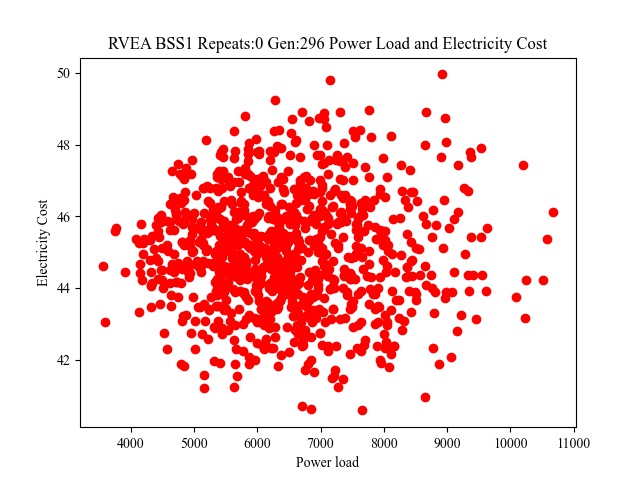 RVEA BSS1 Repeats:0 Gen:296 Power Load and Electricity Cost
50
48
46
44
42
Electricity Cost
4000 5000 6000 7000 8000 9000 10000 11000
Power load